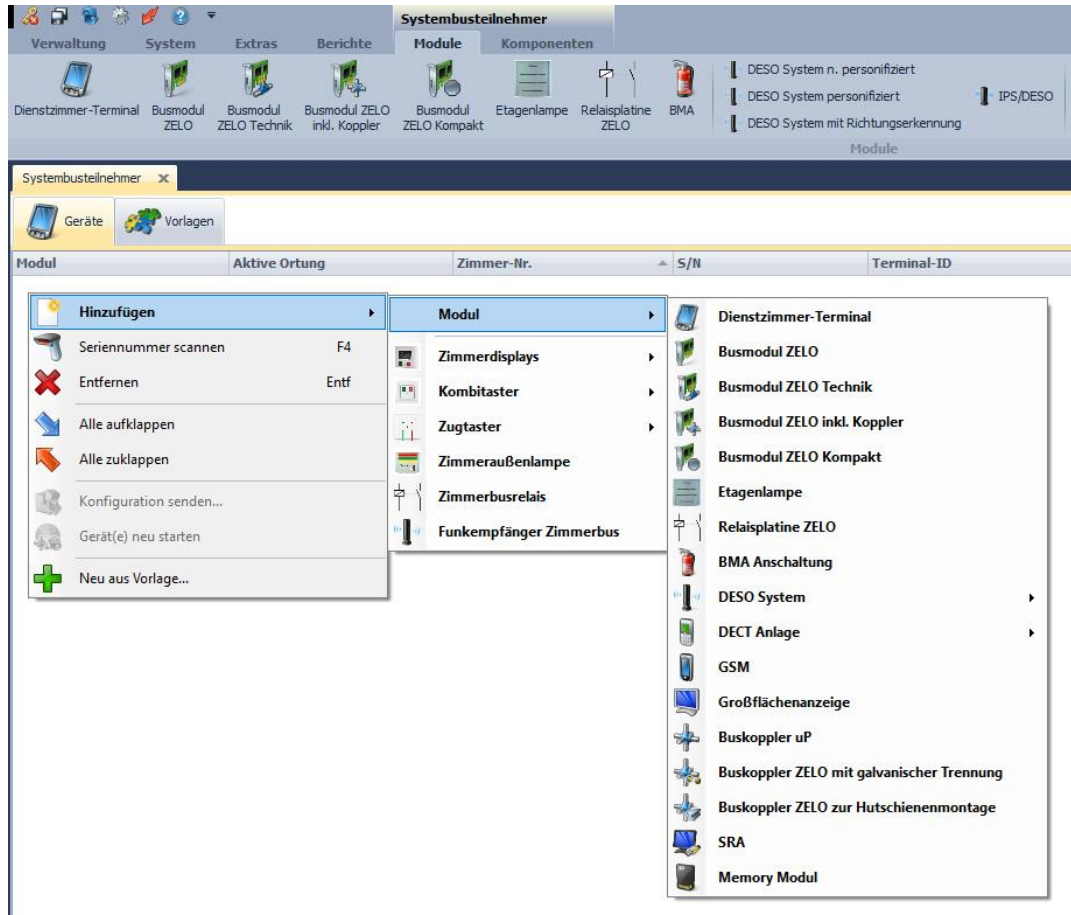 Systembusteilnehmer
Verwaltung System Extras Berichte Module Komponenten
Dienstzimmer-Terminal
Busmodul
ZELO
Busmodul
ZELO Technik
Busmodul ZELO
inkl. Koppler
Busmodul
ZELO Kompakt
Etagenlampe
Relaisplatine
ZELO
BMA
DESO System n. personifiziert
DESO System personifiziert
DESO System mit Richtungserkennung
IPS/DESO
Module
Systembusteilnehmer x
Geräte Vorlagen
Modul Aktive Ortung Zimmer-Nr. S/N Terminal-ID
Hinzufügen
Seriennummer scannen F4
Entfernen Entf
Alle aufklappen
Alle zuklappen
Konfiguration senden...
Gerät(e) neu starten
Neu aus Vorlage...
Modul
Zimmerdisplays
Kombitaster
Zugtaster
Zimmeraußenlampe
Zimmerbusrelais
Funkempfänger Zimmerbus
Dienstzimmer-Terminal
Busmodul ZELO
Busmodul ZELO Technik
Busmodul ZELO inkl. Koppler
Busmodul ZELO Kompakt
Etagenlampe
Relaisplatine ZELO
BMA Anschaltung
DESO System
DECT Anlage
GSM
Großflächenanzeige
Buskoppler uP
Buskoppler ZELO mit galvanischer Trennung
Buskoppler ZELO zur Hutschienenmontage
SRA
Memory Modul